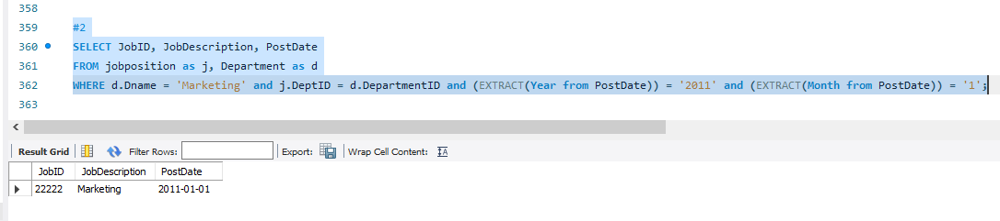 358
359 #2
360 SELECT JobID, JobDescription, PostDate
361 FROM jobposition as j, Department as d
362 WHERE d.Dname = 'Marketing' and j.DeptID = d.DepartmentID and (EXTRACT(Year from PostDate)) = '2011' and (EXTRACT(Month from PostDate)) = '1';
363
Result Grid Filter Rows: Export: Wrap Cell Content: IA
JobID JobDescription PostDate
22222 Marketing 2011-01-01